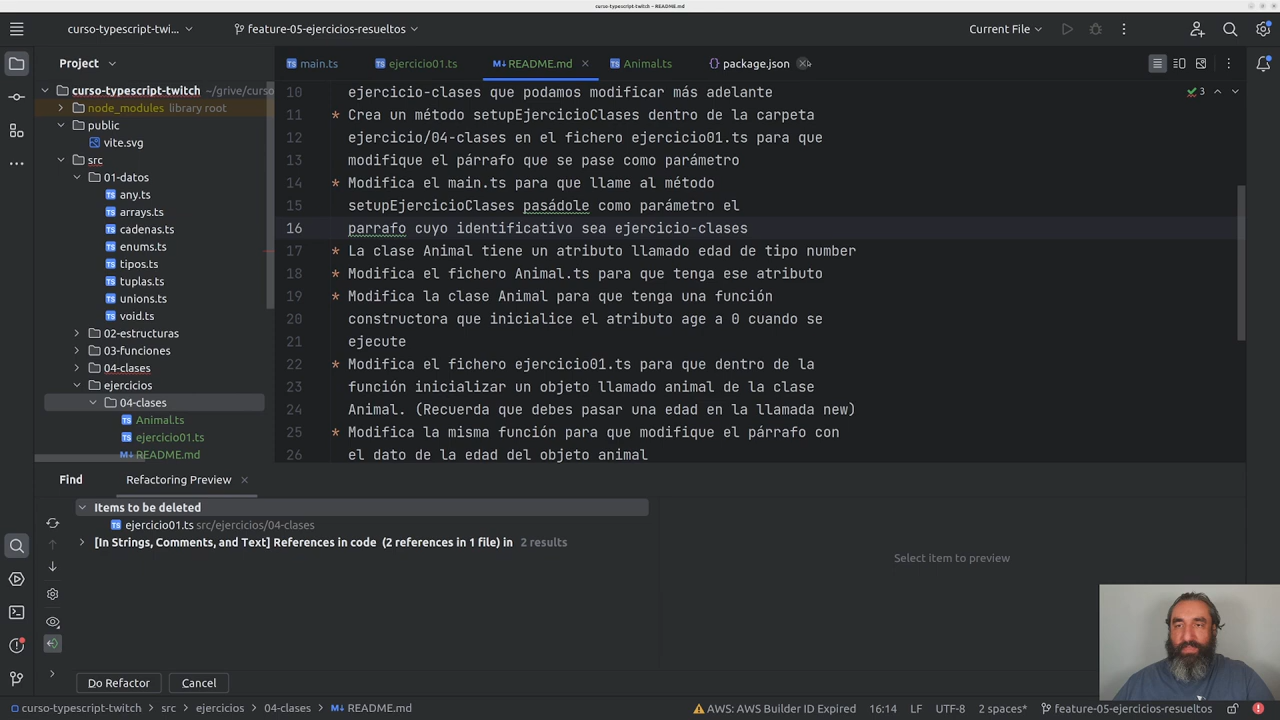 curso-typescript-twitch – README.md
curso-typescript-twi...
feature-05-ejercicios-resueltos
Current File
Project
main.ts
ejercicio01.ts
README.md
Animal.ts
package.json
curso-typescript-twitch ~/grive/curso
node_modules library root
public
vite.svg
src
01-datos
any.ts
arrays.ts
cadenas.ts
enums.ts
tipos.ts
tuplas.ts
unions.ts
void.ts
02-estructuras
03-funciones
04-clases
ejercicios
04-clases
Animal.ts
ejercicio01.ts
README.md
3
10 ejercicio-clases que podamos modificar más adelante
11 * Crea un método setupEjercicioClases dentro de la carpeta
12 ejercicio/04-clases en el fichero ejercicio01.ts para que
13 modifique el párrafo que se pase como parámetro
14 * Modifica el main.ts para que llame al método
15 setupEjercicioClases pasádole como parámetro el
16 parrafo cuyo identificativo sea ejercicio-clases
17 * La clase Animal tiene un atributo llamado edad de tipo number
18 * Modifica el fichero Animal.ts para que tenga ese atributo
19 * Modifica la clase Animal para que tenga una función
20 constructora que inicialice el atributo age a 0 cuando se
21 ejecute
22 * Modifica el fichero ejercicio01.ts para que dentro de la
23 función inicializar un objeto llamado animal de la clase
24 Animal. (Recuerda que debes pasar una edad en la llamada new)
25 * Modifica la misma función para que modifique el párrafo con
26 el dato de la edad del objeto animal
Find
Refactoring Preview
Items to be deleted
ejercicio01.ts src/ejercicios/04-clases
[In Strings, Comments, and Text] References in code (2 references in 1 file) in 2 results
Select item to preview
Do Refactor
Cancel
curso-typescript-twitch > src > ejercicios > 04-clases > README.md
AWS: AWS Builder ID Expired
16:14
LF
UTF-8
2 spaces*
feature-05-ejercicios-resueltos